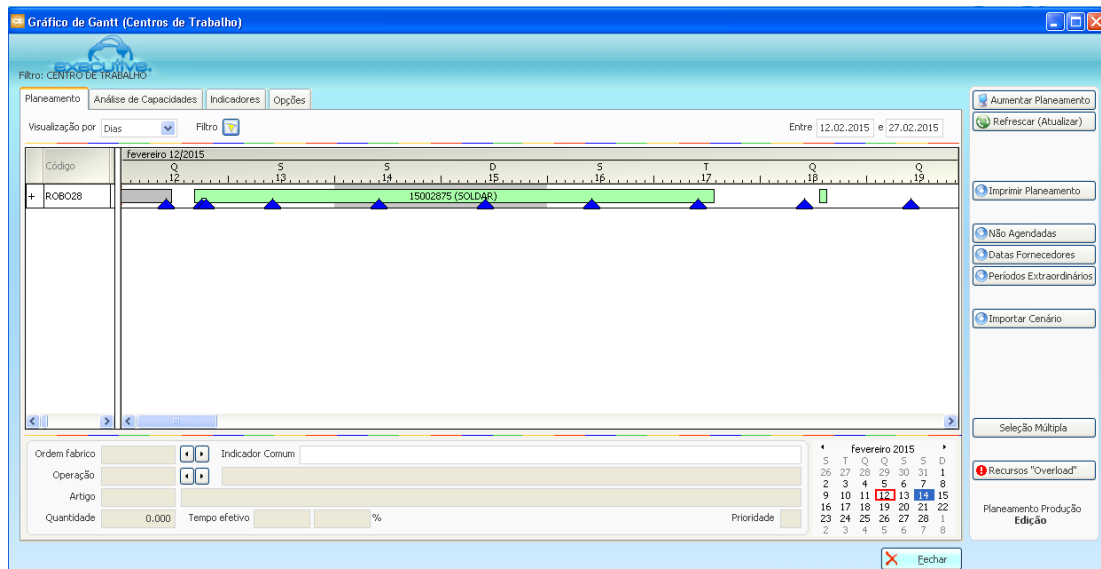 Gráfico de Gantt (Centros de Trabalho)
executive.
Filtro: CENTRO DE TRABALHO
Planeamento Análise de Capacidades Indicadores Opções
Visualização por Dias Filtro Entre 12.02.2015 e 27.02.2015
Código
fevereiro 12/2015
Q S S D S T Q Q
12 13 14 15 16 17 18 19
+ ROBO28 15002875 (SOLDAR)
Aumentar Planeamento
Refrescar (Atualizar)
Imprimir Planeamento
Não Agendadas
Datas Fornecedores
Períodos Extraordinários
Importar Cenário
Seleção Múltipla
Recursos "Overload"
Planeamento Produção
Edição
Ordem fabrico Indicador Comum
Operação
Artigo
Quantidade 0.000 Tempo efetivo % Prioridade
fevereiro 2015
S T Q Q S S D
26 27 28 29 30 31 1
2 3 4 5 6 7 8
9 10 11 12 13 14 15
16 17 18 19 20 21 22
23 24 25 26 27 28 1
2 3 4 5 6 7 8
Fechar